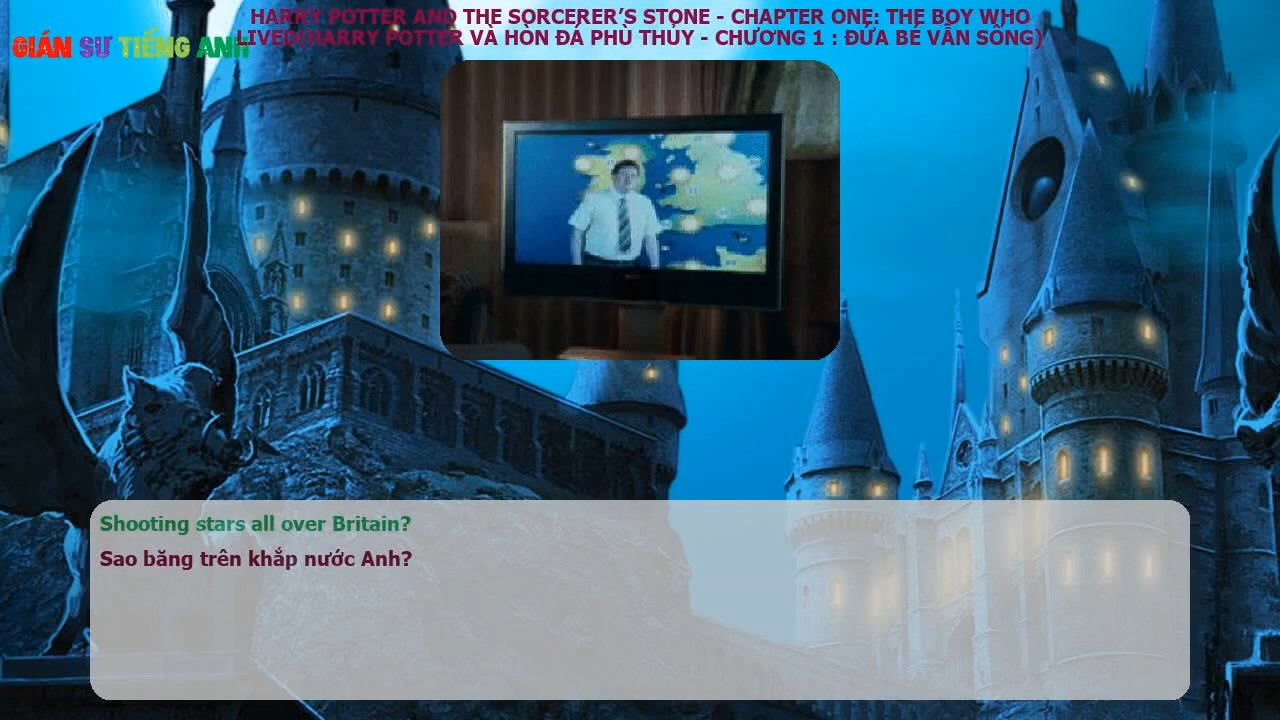 HARRY POTTER AND THE SORCERER'S STONE - CHAPTER ONE: THE BOY WHO
LIVED(HARRY POTTER VÀ HÒN ĐÁ PHÙ THỦY - CHƯƠNG 1 : ĐỨA BÉ VẪN SỐNG)
GIÁN SƯ TIẾNG ANH
Shooting stars all over Britain?
Sao băng trên khắp nước Anh?